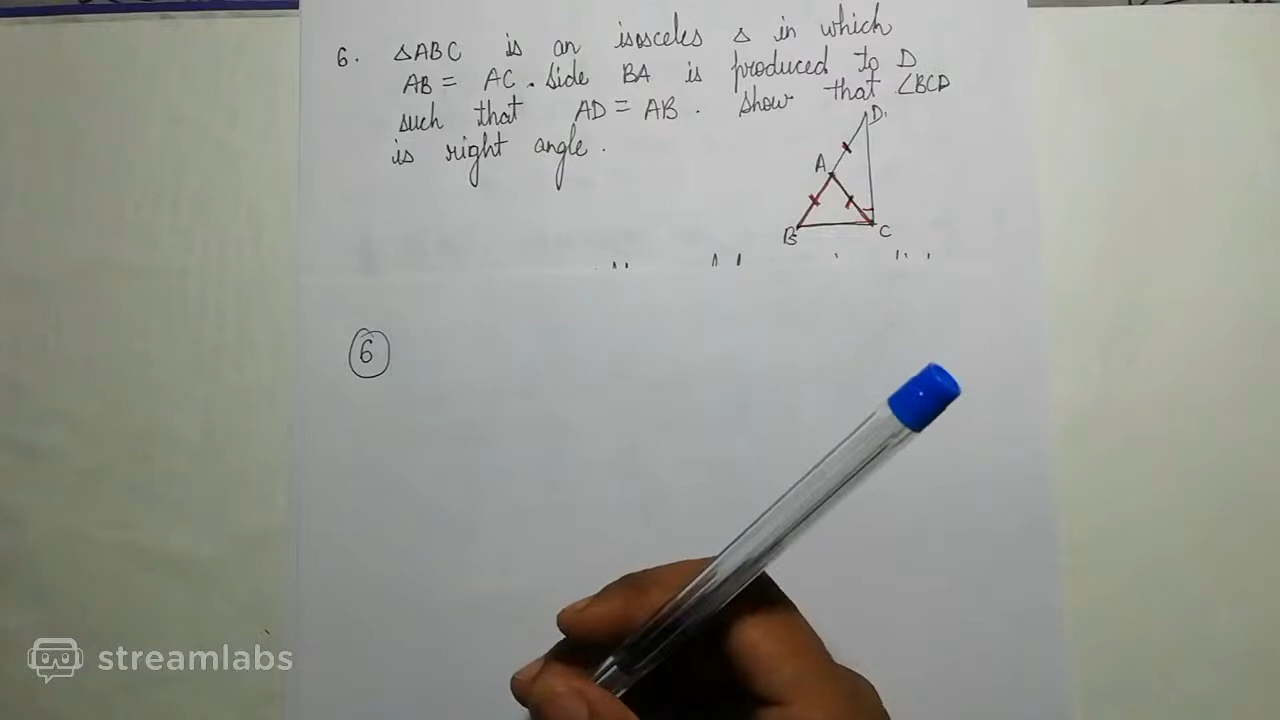 6. △ABC is an isosceles △ in which
AB = AC. Side BA is produced to D
such that AD = AB. Show that ∠BCD
is right angle.
D
A
B
C
6
streamlabs